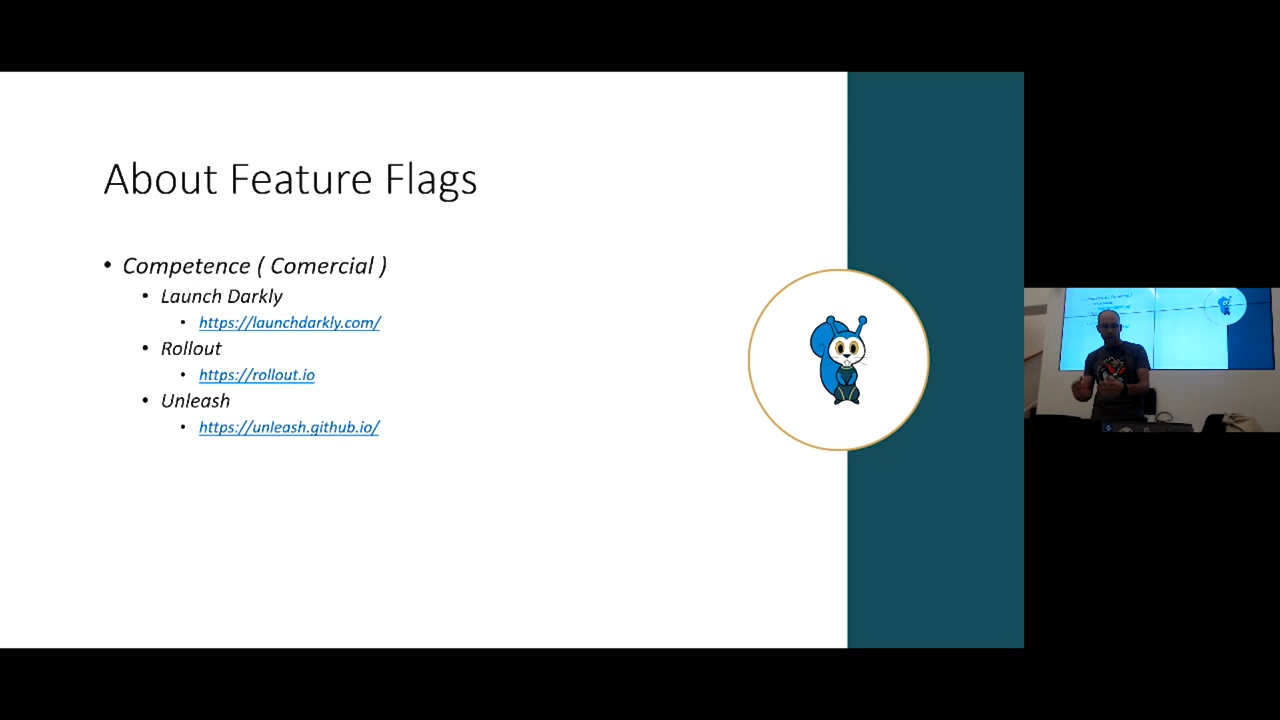 About Feature Flags
• Competence ( Comercial )
• Launch Darkly
• https://launchdarkly.com/
• Rollout
• https://rollout.io
• Unleash
• https://unleash.github.io/